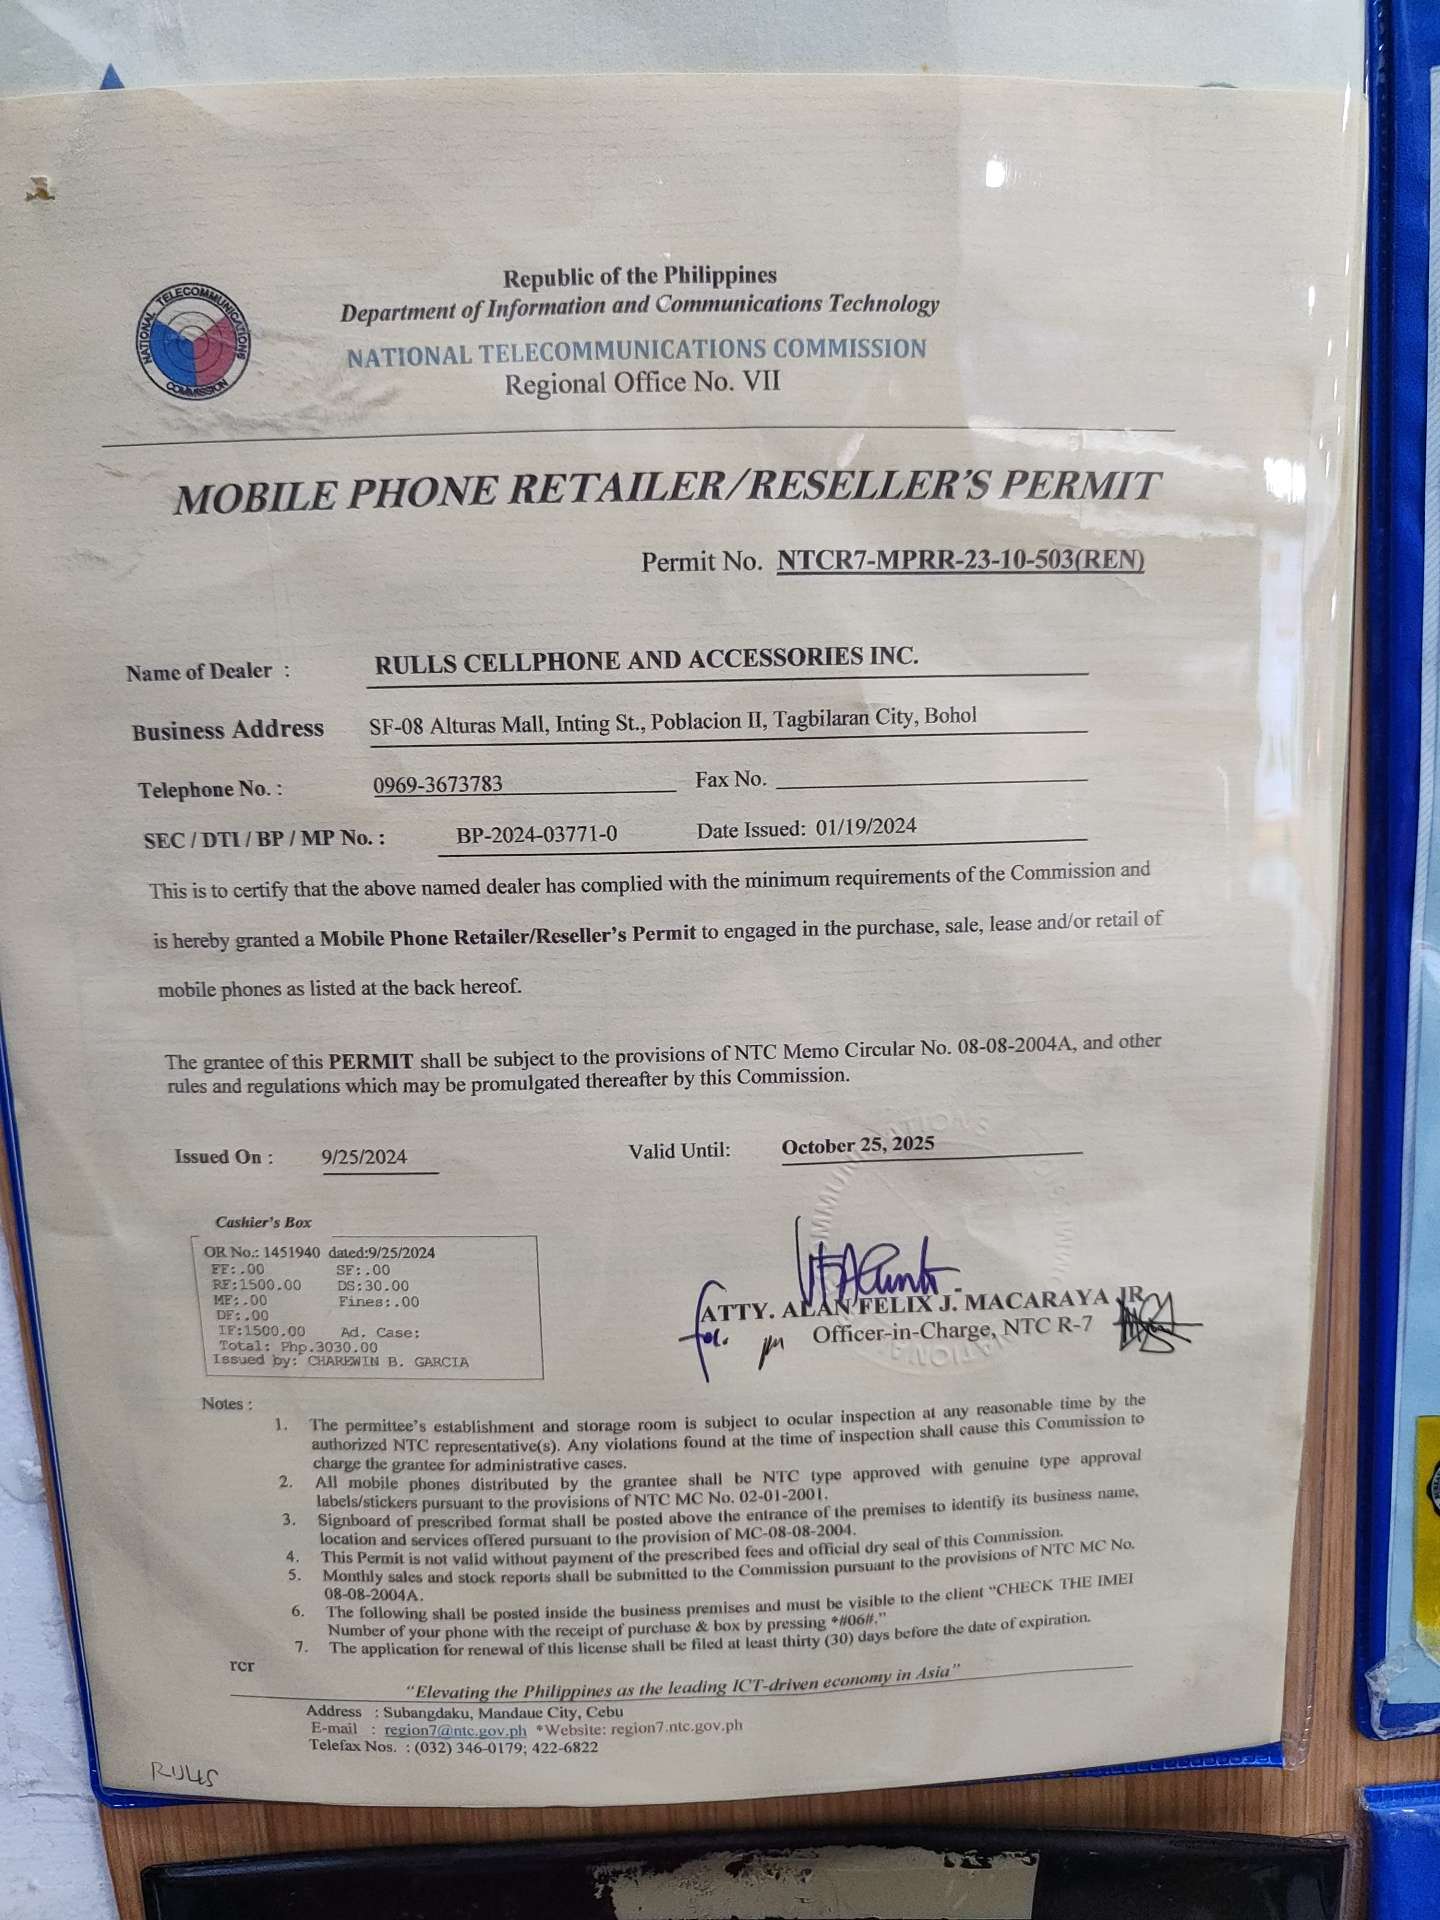 NATIONAL TELECOMMUNICATIONS COMMISSION
Republic of the Philippines
Department of Information and Communications Technology
NATIONAL TELECOMMUNICATIONS COMMISSION
Regional Office No. VII
MOBILE PHONE RETAILER/RESELLER'S PERMIT
Permit No. NTCR7-MPRR-23-10-503(REN)
Name of Dealer : RULLS CELLPHONE AND ACCESSORIES INC.
Business Address SF-08 Alturas Mall, Inting St., Poblacion II, Tagbilaran City, Bohol
Telephone No. : 0969-3673783 Fax No.
SEC / DTI / BP / MP No. : BP-2024-03771-0 Date Issued: 01/19/2024
This is to certify that the above named dealer has complied with the minimum requirements of the Commission and
is hereby granted a Mobile Phone Retailer/Reseller's Permit to engaged in the purchase, sale, lease and/or retail of
mobile phones as listed at the back hereof.
The grantee of this PERMIT shall be subject to the provisions of NTC Memo Circular No. 08-08-2004A, and other
rules and regulations which may be promulgated thereafter by this Commission.
Issued On : 9/25/2024 Valid Until: October 25, 2025
Cashier's Box
OR No.: 1451940 dated:9/25/2024
FF:.00 SF:.00
RF:1500.00 DS:30.00
MF:.00 Fines:.00
DF:.00
IF:1500.00 Ad. Case:
Total: Php.3030.00
Issued by: CHAREWIN B. GARCIA
ATTY. ALAN FELIX J. MACARAYA JR.
for. Officer-in-Charge, NTC R-7
Notes :
1. The permittee's establishment and storage room is subject to ocular inspection at any reasonable time by the
authorized NTC representative(s). Any violations found at the time of inspection shall cause this Commission to
charge the grantee for administrative cases.
2. All mobile phones distributed by the grantee shall be NTC type approved with genuine type approval
labels/stickers pursuant to the provisions of NTC MC No. 02-01-2001.
3. Signboard of prescribed format shall be posted above the entrance of the premises to identify its business name,
location and services offered pursuant to the provision of MC-08-08-2004.
4. This Permit is not valid without payment of the prescribed fees and official dry seal of this Commission.
5. Monthly sales and stock reports shall be submitted to the Commission pursuant to the provisions of NTC MC No.
08-08-2004A.
6. The following shall be posted inside the business premises and must be visible to the client "CHECK THE IMEI
Number of your phone with the receipt of purchase & box by pressing *#06#."
7. The application for renewal of this license shall be filed at least thirty (30) days before the date of expiration.
rcr
"Elevating the Philippines as the leading ICT-driven economy in Asia"
Address : Subangdaku, Mandaue City, Cebu
E-mail : region7@ntc.gov.ph *Website: region7.ntc.gov.ph
Telefax Nos. : (032) 346-0179; 422-6822
RULLS